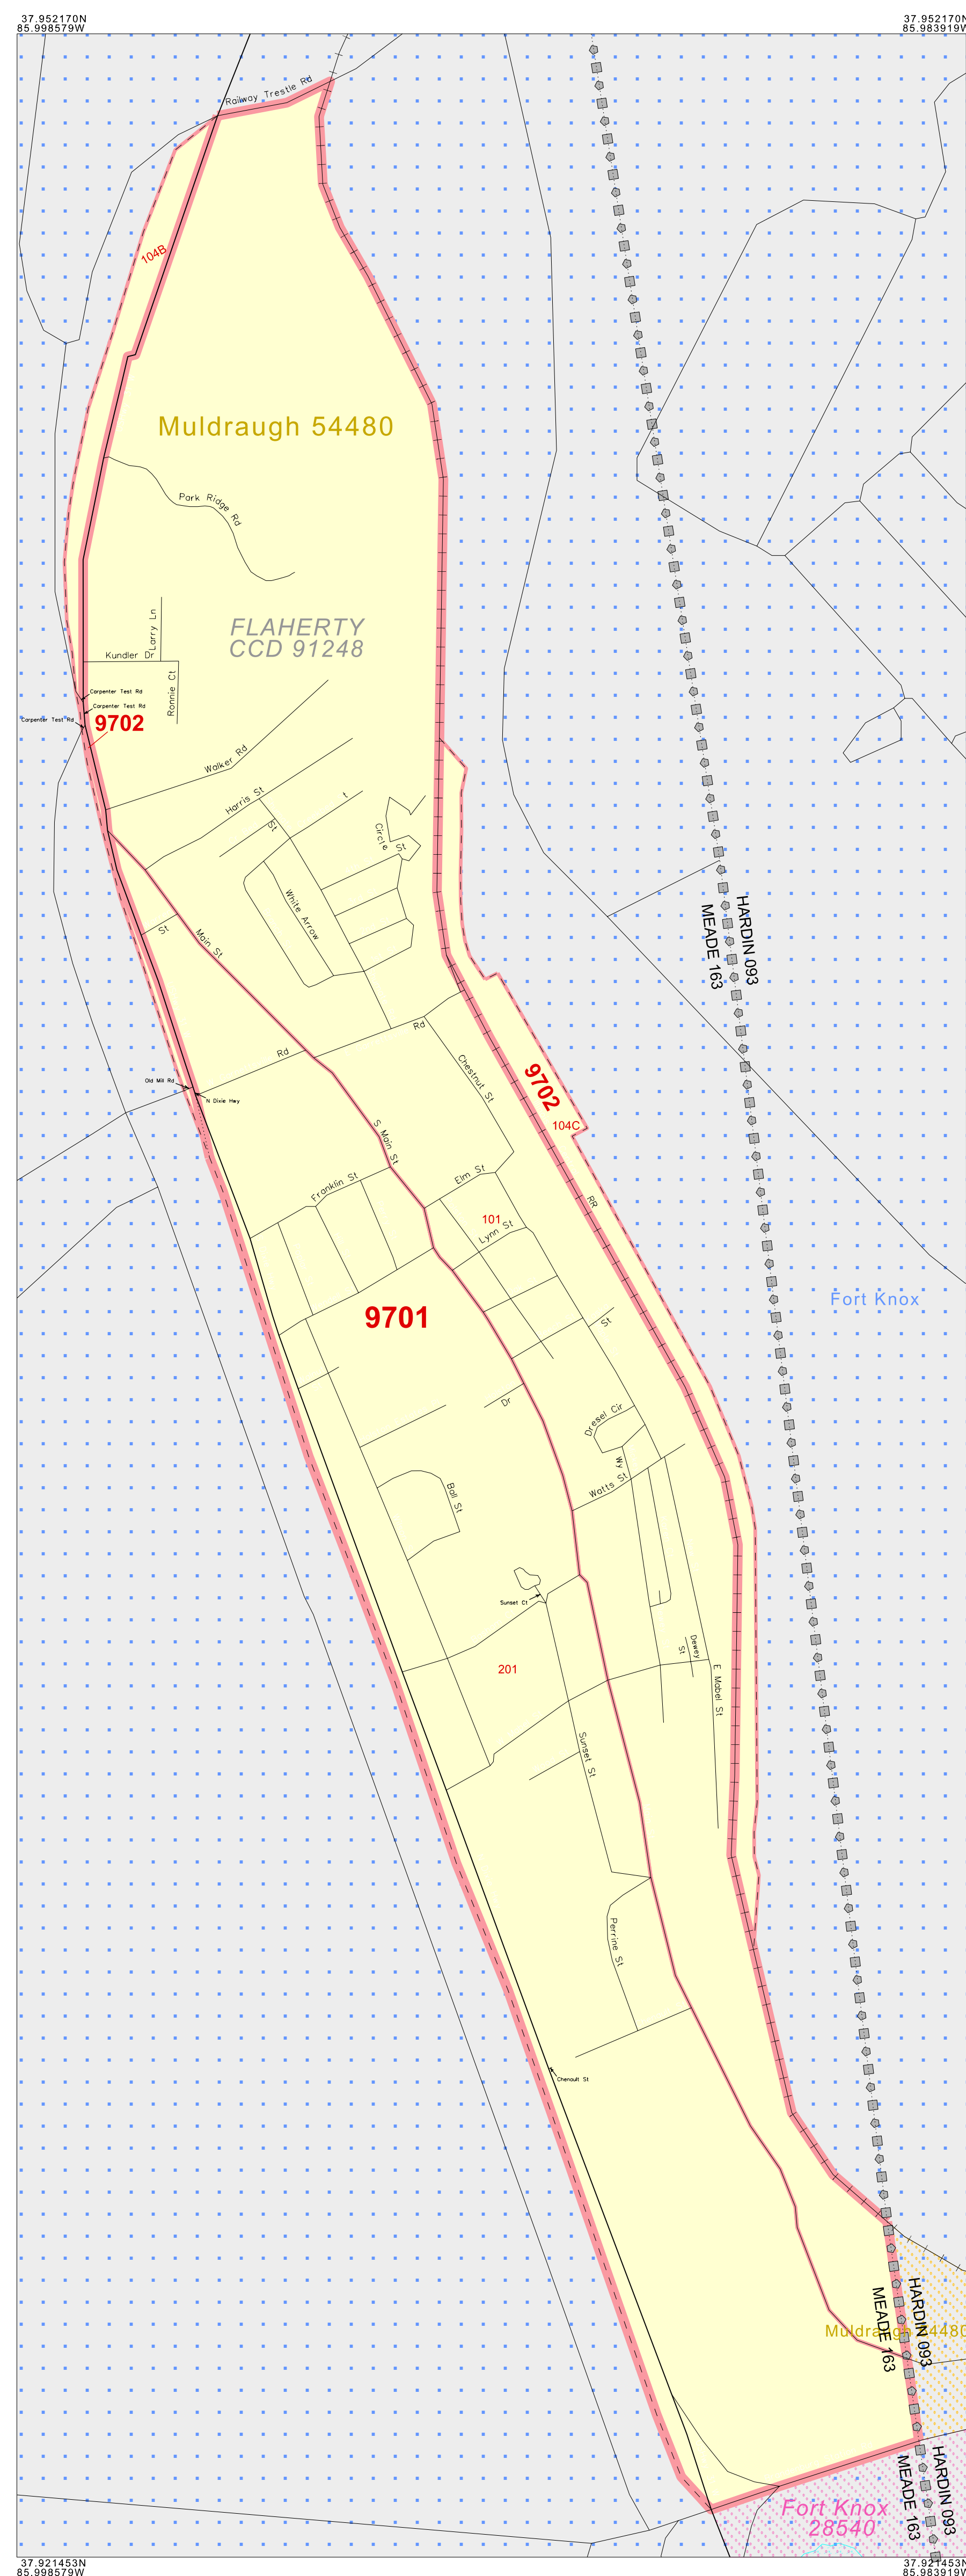 37.952170N
85.998579W
37.952170N
85.983919W
Railway Trestle Rd
104B
Muldraugh 54480
Park Ridge Rd
FLAHERTY
CCD 91248
Larry Ln
Kundler Dr
Ronnie Ct
Carpenter Test Rd
Carpenter Test Rd
Carpenter Test Rd
9702
Walker Rd
Harris St
St
t
Circle St
White Arrow
St
Main St
HARDIN 093
MEADE 163
Rd
Rd
Chestnut St
Old Mill Rd
N Dixie Hwy
9702
104C
S Main St
Elm St
Franklin St
RR
101
Lynn St
Fort Knox
9701
St
Dr
Dresel Cir
Wy
Watts St
Ball St
Sunset Ct
Dewey St
201
E Mabel St
Sunset St
Perrine St
Chenault St
HARDIN 093
MEADE 163
Muldraugh 54480
HARDIN 093
MEADE 163
Fort Knox
28540
37.921453N
85.998579W
37.921453N
85.983919W